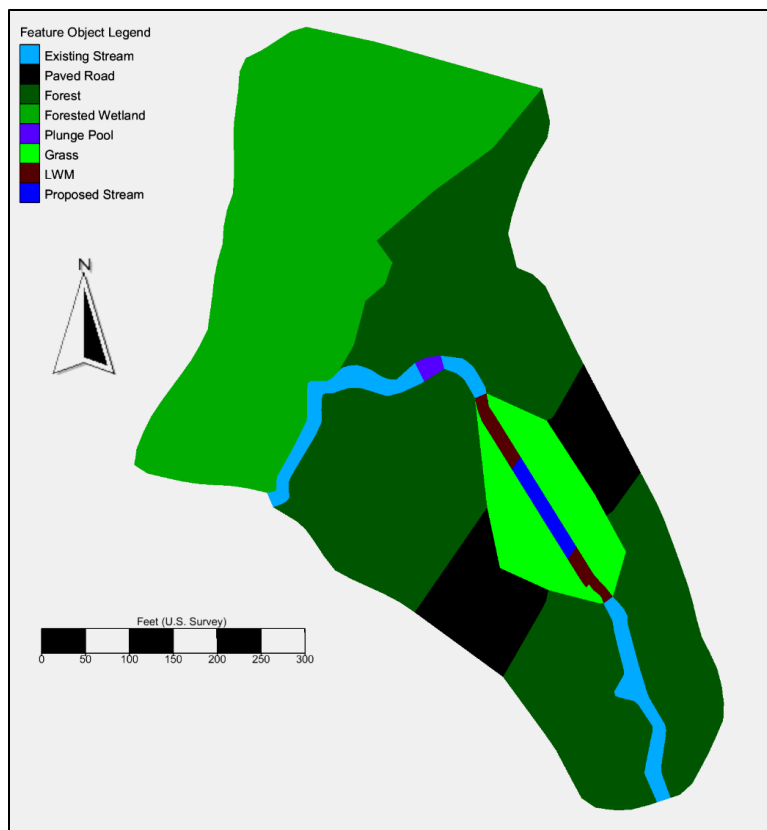 Feature Object Legend
Existing Stream
Paved Road
Forest
Forested Wetland
Plunge Pool
Grass
LWM
Proposed Stream
N
Feet (U.S. Survey)
0 50 100 150 200 250 300